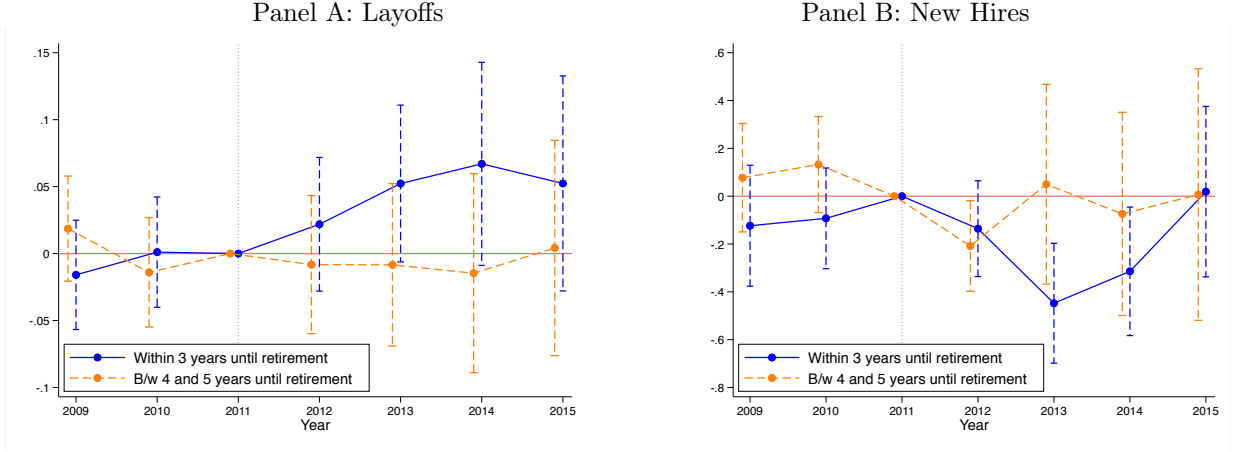 Panel A: Layoffs
.15
.1
.05
0
-.05
-.1
Within 3 years until retirement
B/w 4 and 5 years until retirement
2009 2010 2011 2012 2013 2014 2015
Year
Panel B: New Hires
.6
.4
.2
0
-.2
-.4
-.6
-.8
Within 3 years until retirement
B/w 4 and 5 years until retirement
2009 2010 2011 2012 2013 2014 2015
Year